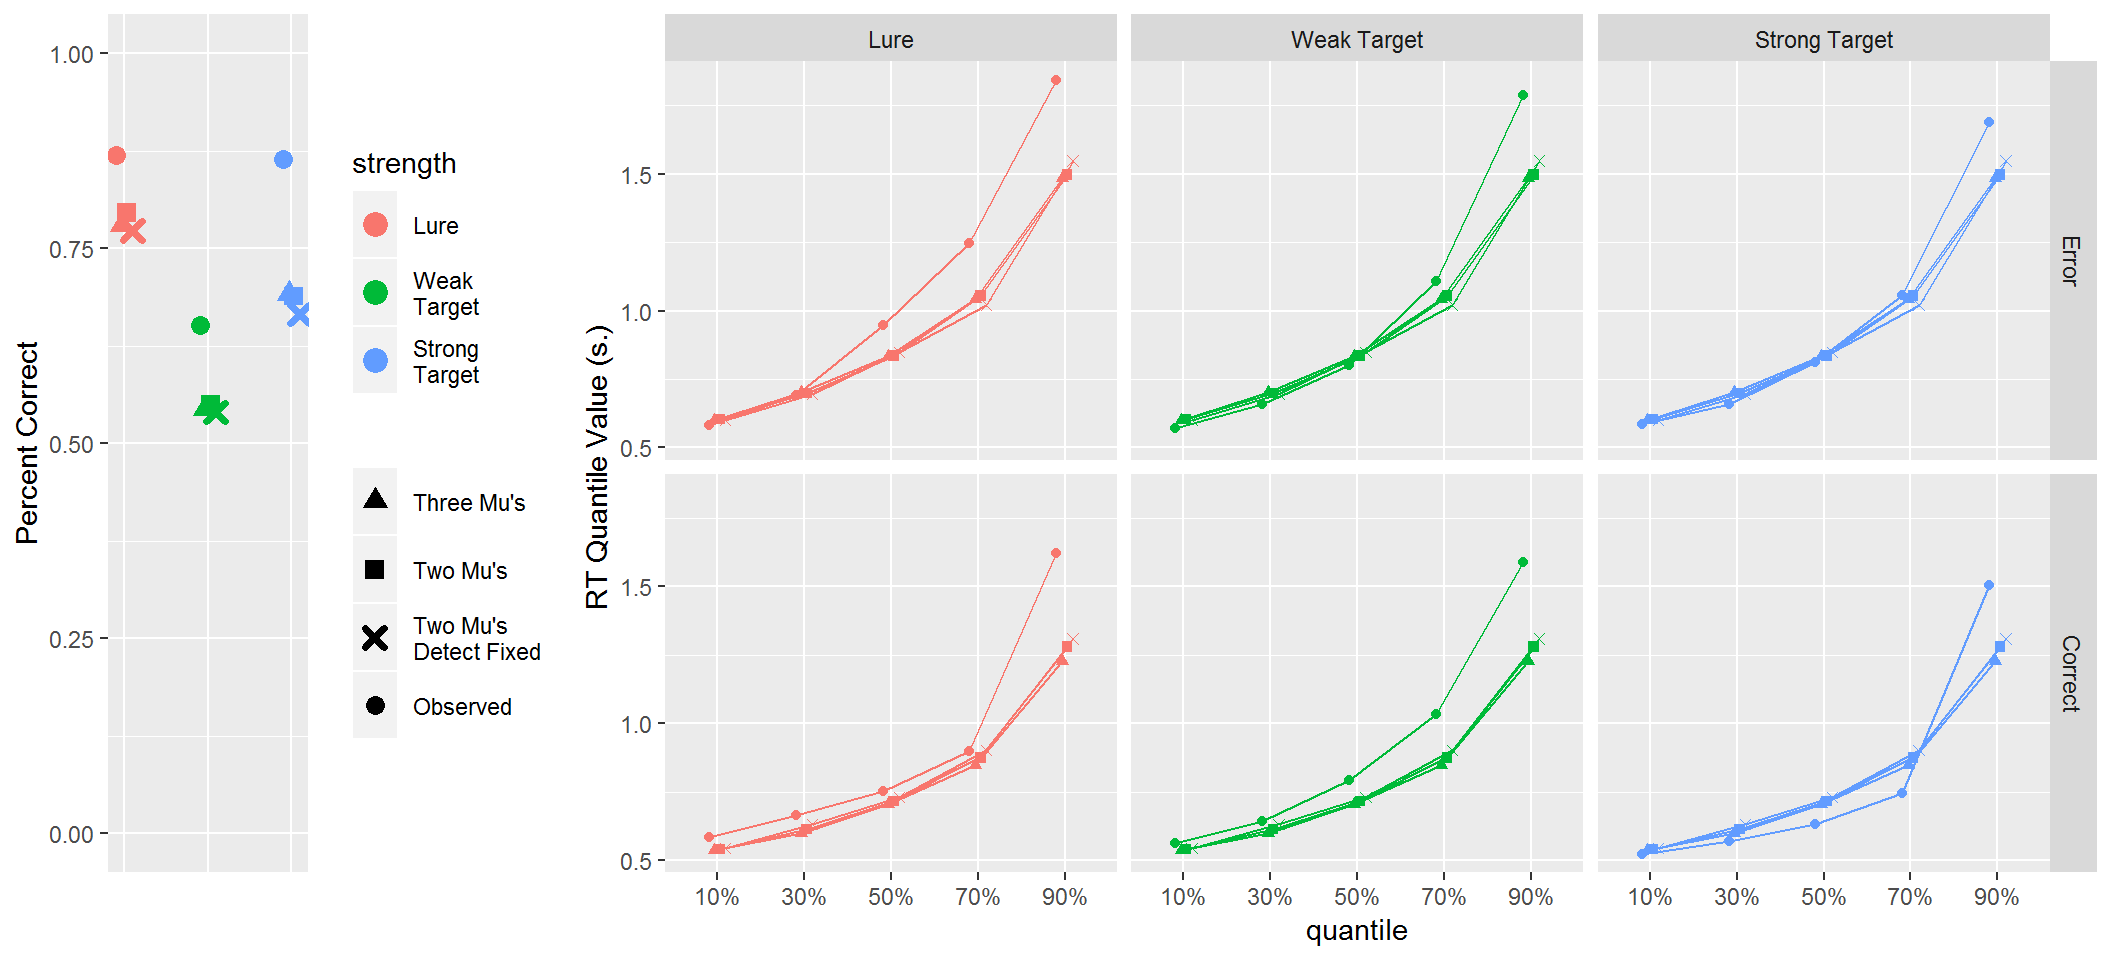 Percent Correct
1.00
0.75
0.50
0.25
0.00
strength
Lure
Weak
Target
Strong
Target
Three Mu's
Two Mu's
Two Mu's
Detect Fixed
Observed
RT Quantile Value (s.)
Lure
Weak Target
Strong Target
1.5
1.0
0.5
Error
1.5
1.0
0.5
Correct
10% 30% 50% 70% 90%
10% 30% 50% 70% 90%
10% 30% 50% 70% 90%
quantile